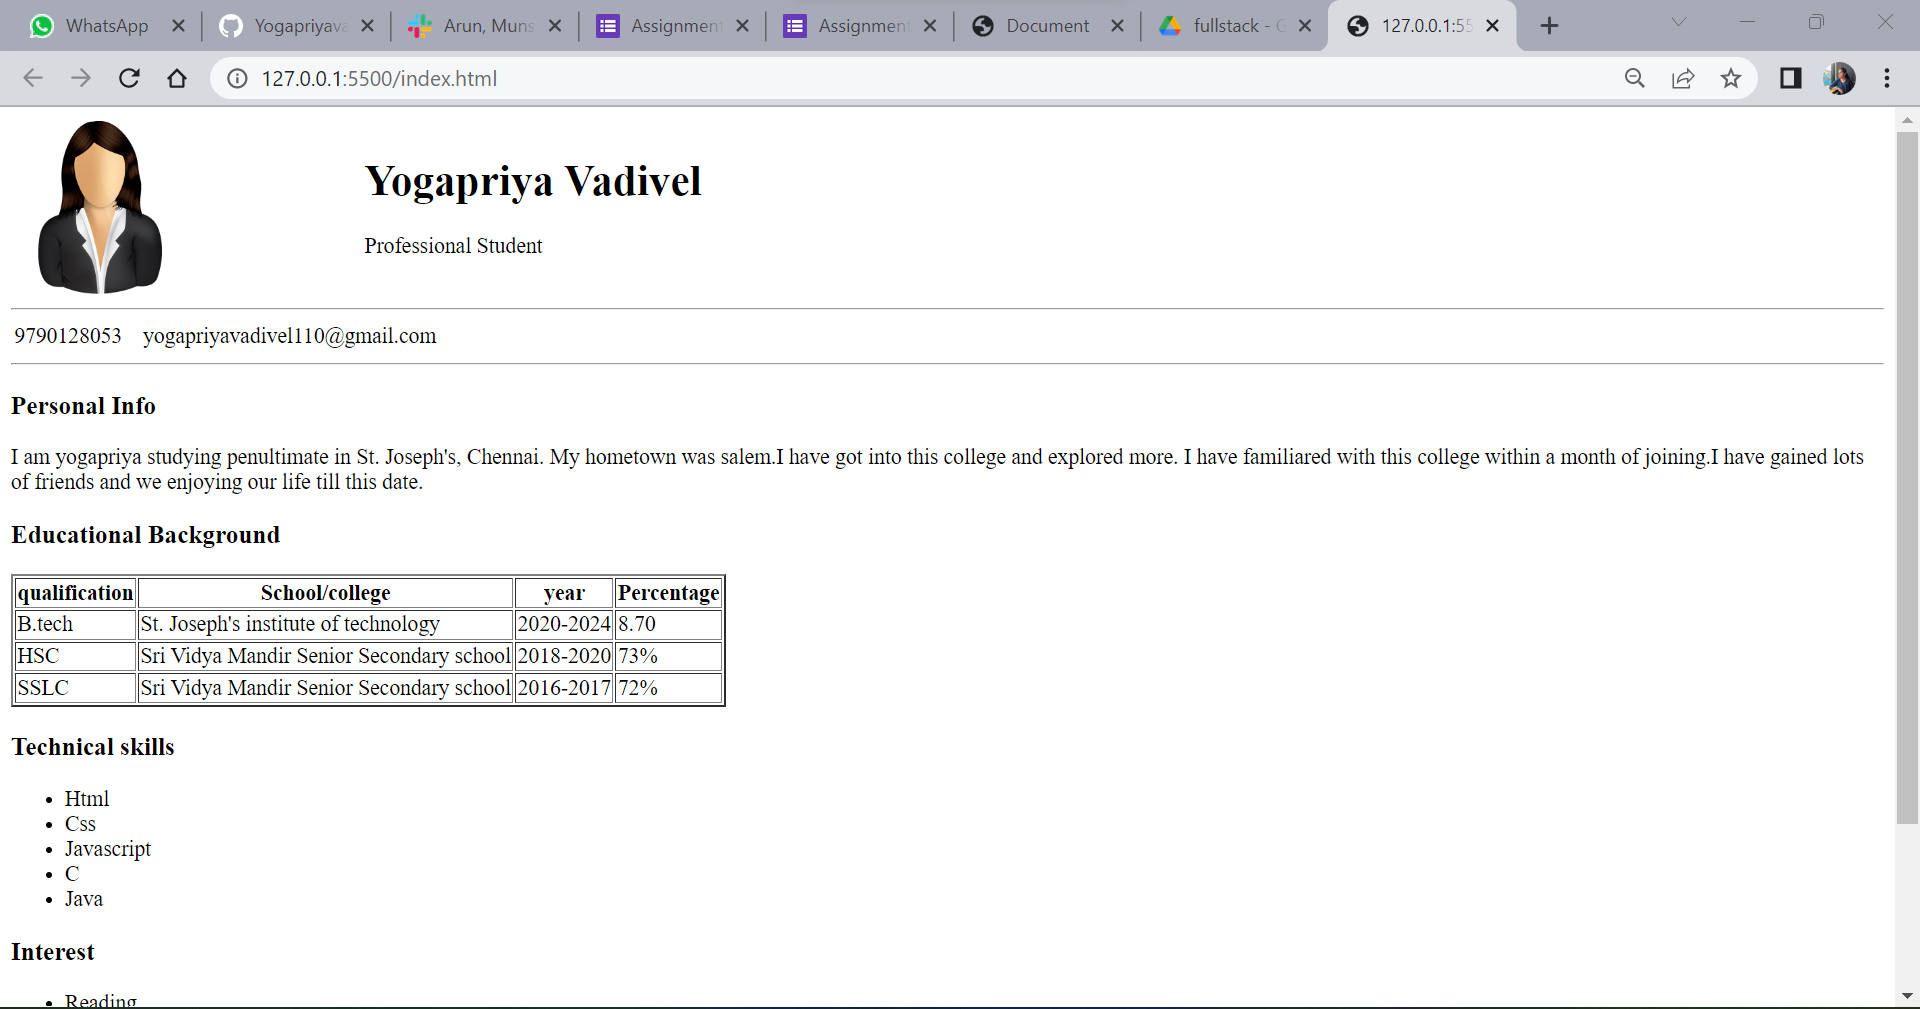 WhatsApp
Yogapriyava
Arun, Muns
Assignment
Assignment
Document
fullstack - G
127.0.0.1:55
127.0.0.1:5500/index.html
Yogapriya Vadivel
Professional Student
9790128053 yogapriyavadivel110@gmail.com
Personal Info
I am yogapriya studying penultimate in St. Joseph's, Chennai. My hometown was salem.I have got into this college and explored more. I have familiared with this college within a month of joining.I have gained lots
of friends and we enjoying our life till this date.
Educational Background
qualification School/college year Percentage
B.tech St. Joseph's institute of technology 2020-2024 8.70
HSC Sri Vidya Mandir Senior Secondary school 2018-2020 73%
SSLC Sri Vidya Mandir Senior Secondary school 2016-2017 72%
Technical skills
• Html
• Css
• Javascript
• C
• Java
Interest
• Reading